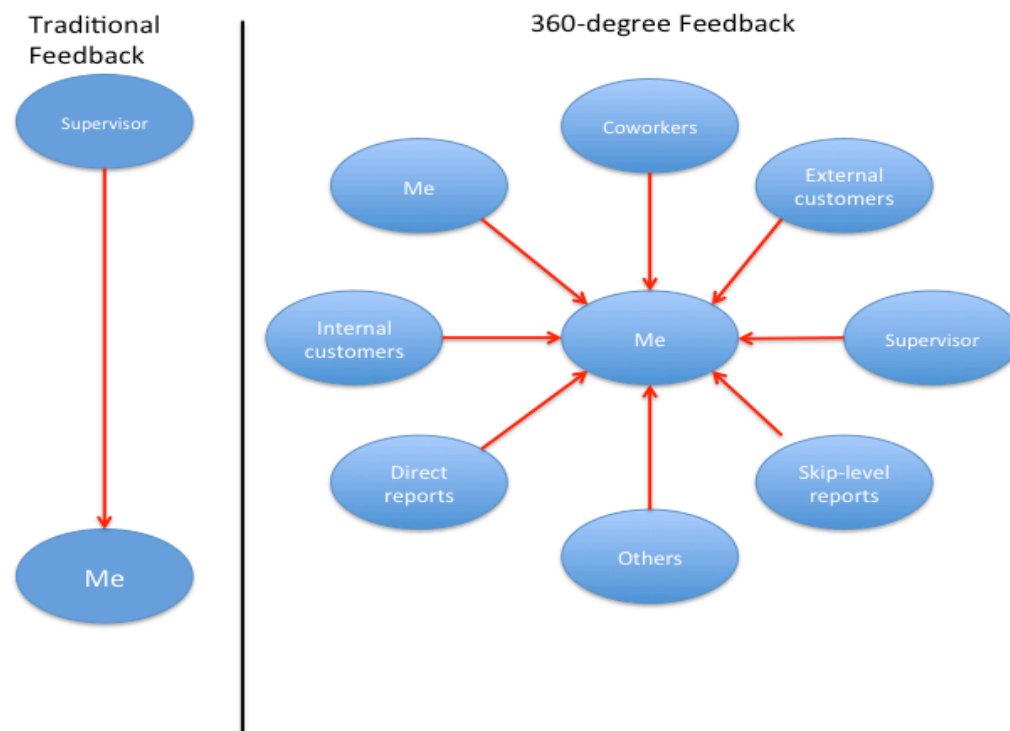 Traditional
Feedback
Supervisor
Me
360-degree Feedback
Coworkers
Me
External
customers
Internal
customers
Me
Supervisor
Direct
reports
Skip-level
reports
Others